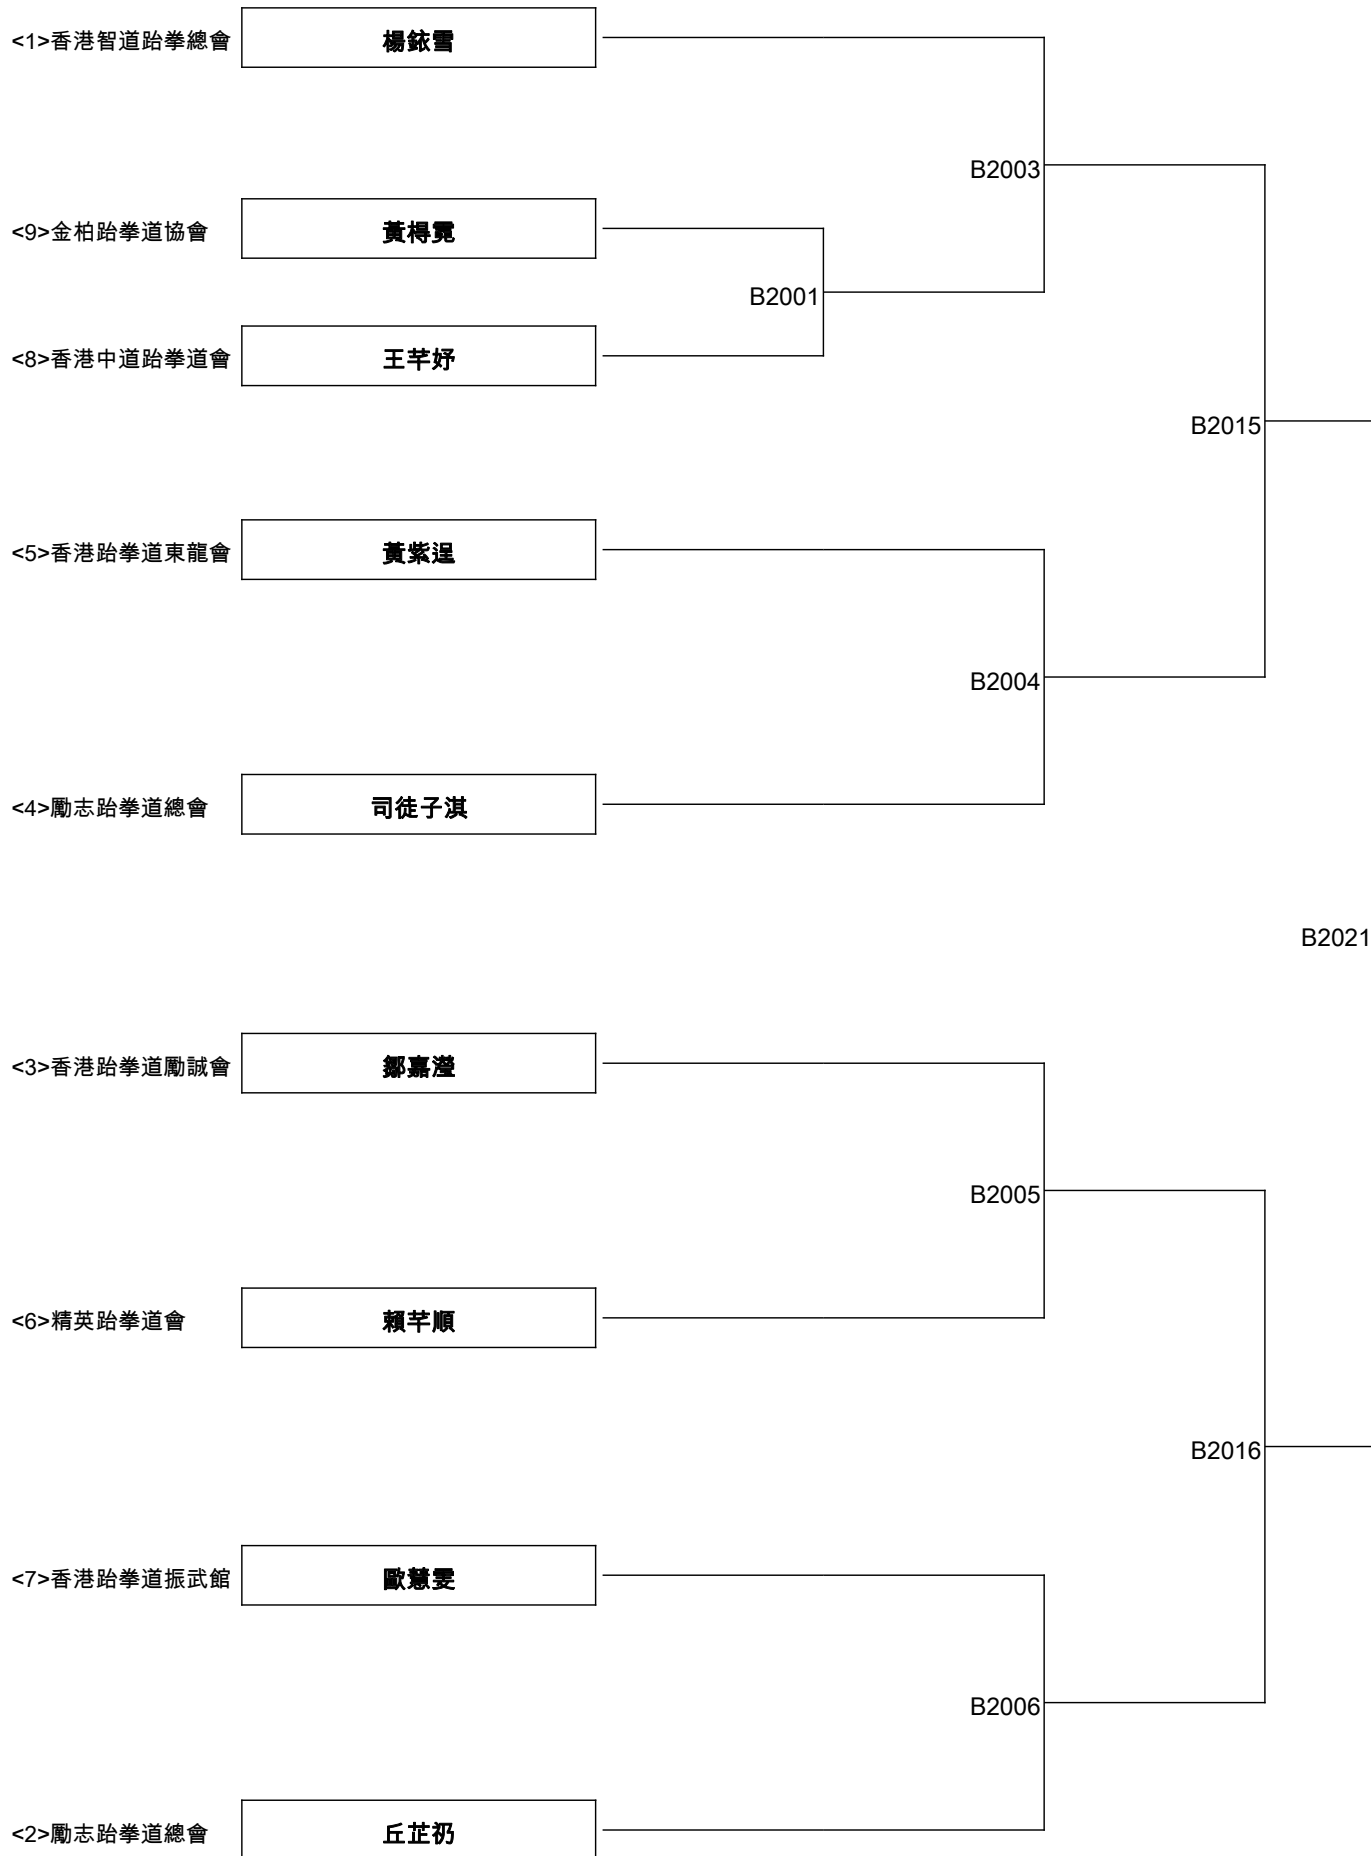 <1>香港智道跆拳總會
楊銥雪
B2003
<9>金柏跆拳道協會
黃棏霓
B2001
<8>香港中道跆拳道會
王芊妤
B2015
<5>香港跆拳道東龍會
黃紫逞
B2004
<4>勵志跆拳道總會
司徒子淇
B2021
<3>香港跆拳道勵誠會
鄒嘉瀅
B2005
<6>精英跆拳道會
賴芊順
B2016
<7>香港跆拳道振武館
歐慧雯
B2006
<2>勵志跆拳道總會
丘芷礽